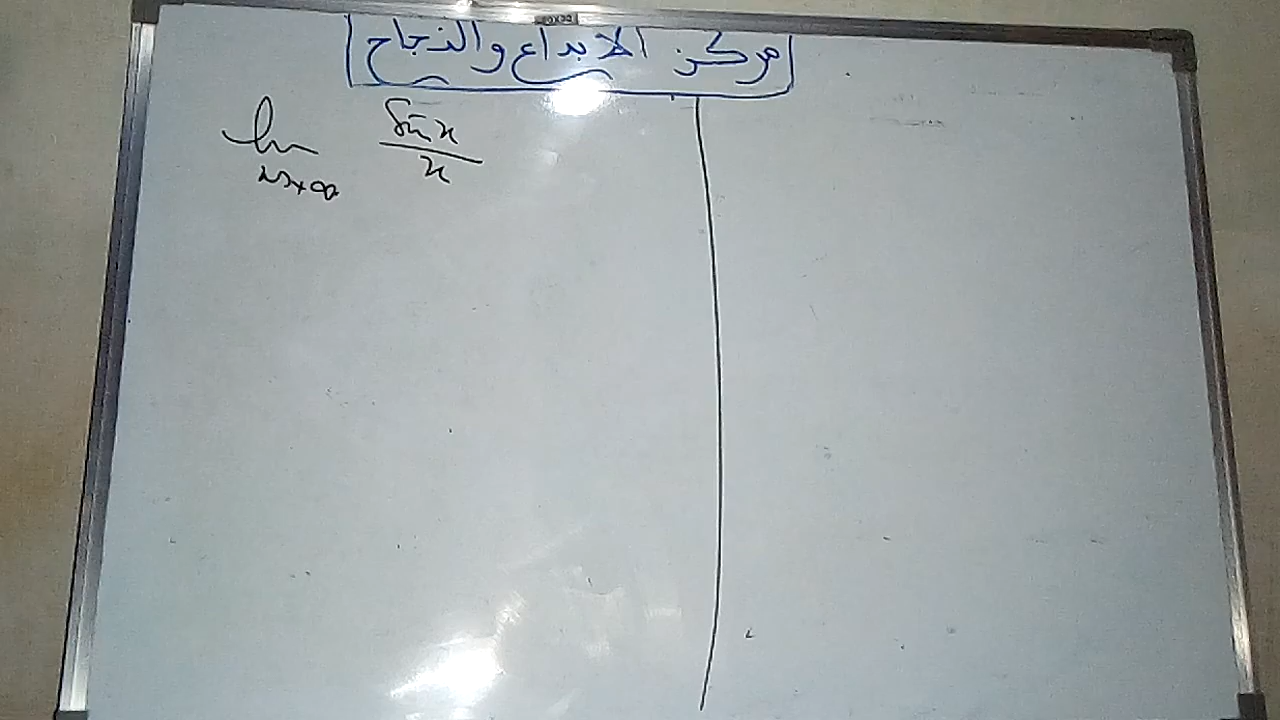 مركز الابداع والنجاح
lim sin x / x
x→+∞